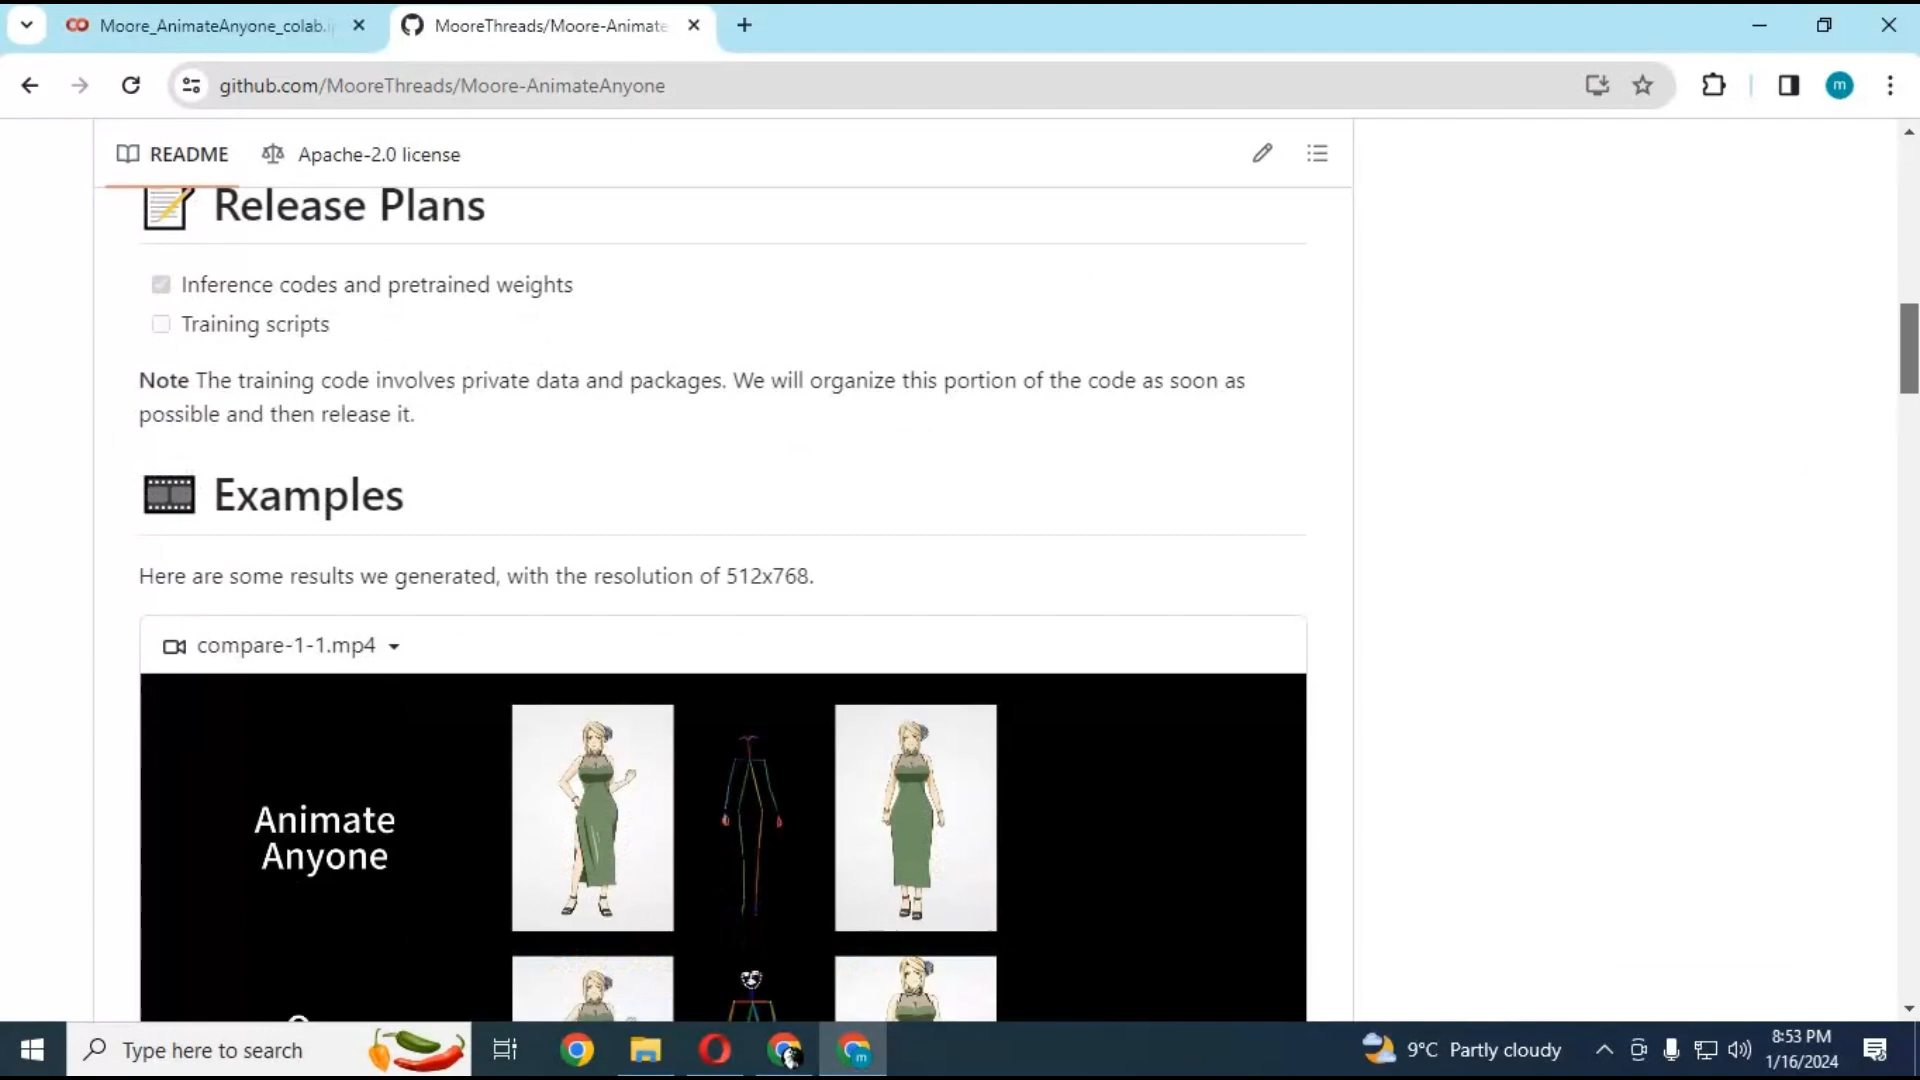 Moore_AnimateAnyone_colab.i
MooreThreads/Moore-Animate
github.com/MooreThreads/Moore-AnimateAnyone
m
README
Apache-2.0 license
Release Plans
Inference codes and pretrained weights
Training scripts
Note The training code involves private data and packages. We will organize this portion of the code as soon as
possible and then release it.
Examples
Here are some results we generated, with the resolution of 512x768.
compare-1-1.mp4
Animate
Anyone
Type here to search
m
9°C Partly cloudy
8:53 PM
1/16/2024